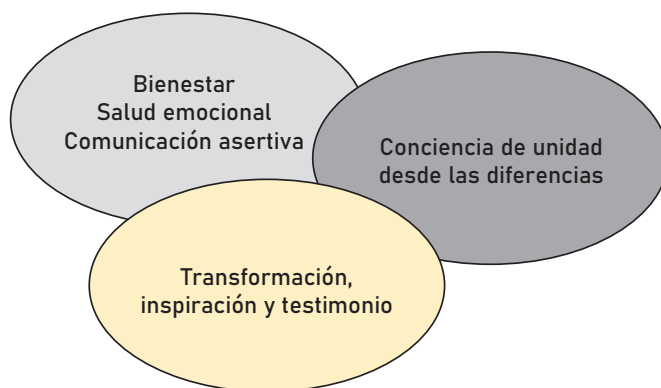 Bienestar
Salud emocional
Comunicación asertiva
Conciencia de unidad
desde las diferencias
Transformación,
inspiración y testimonio